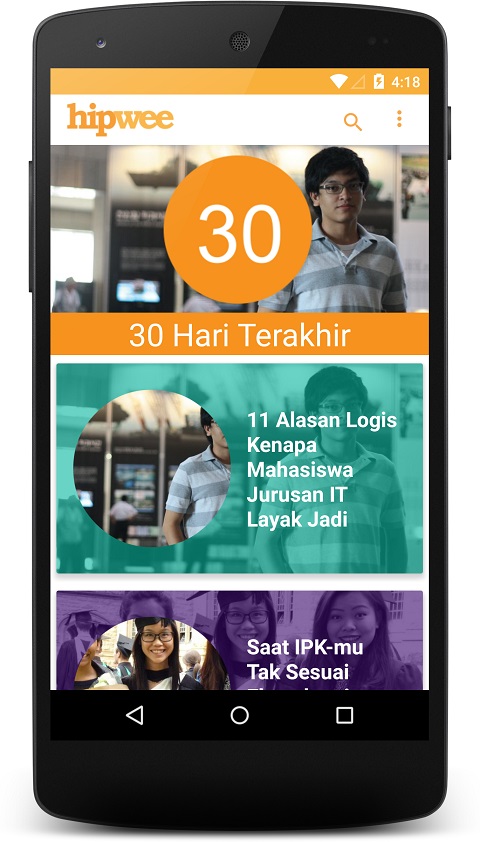 4:18
hipwee
30
30 Hari Terakhir
11 Alasan Logis
Kenapa
Mahasiswa
Jurusan IT
Layak Jadi
Saat IPK-mu
Tak Sesuai